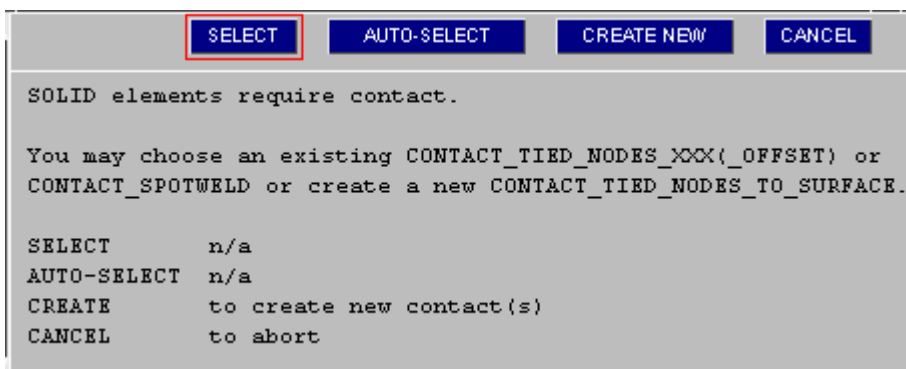 SELECT AUTO-SELECT CREATE NEW CANCEL
SOLID elements require contact.
You may choose an existing CONTACT_TIED_NODES_XXX(_OFFSET) or
CONTACT_SPOTWELD or create a new CONTACT_TIED_NODES_TO_SURFACE.
SELECT n/a
AUTO-SELECT n/a
CREATE to create new contact(s)
CANCEL to abort